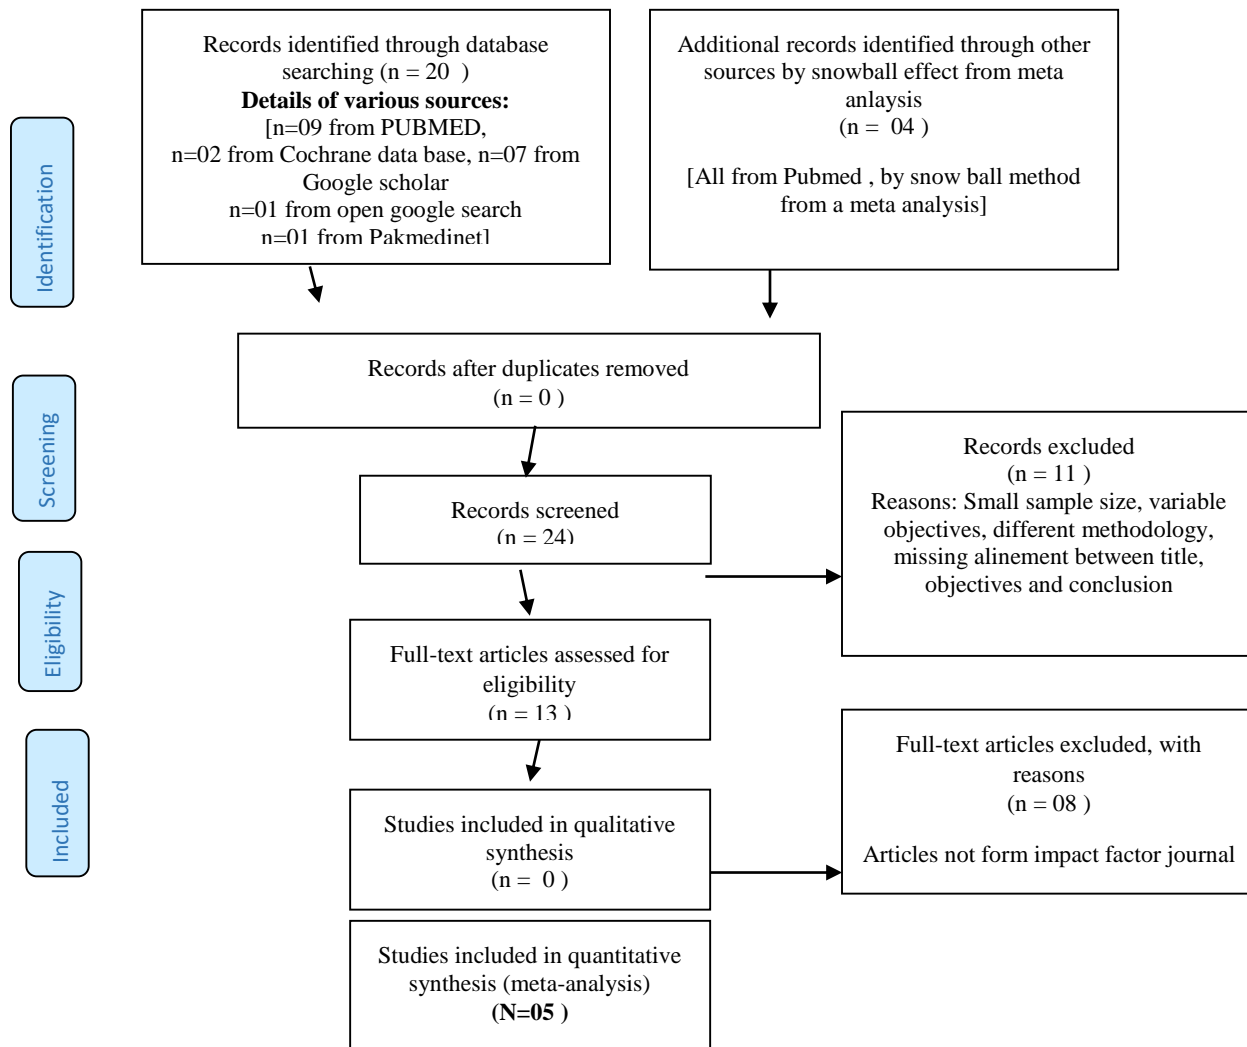 Records identified through database
searching (n = 20 )
Details of various sources:
[n=09 from PUBMED,
n=02 from Cochrane data base, n=07 from
Google scholar
n=01 from open google search
n=01 from Pakmedinet]
Additional records identified through other
sources by snowball effect from meta
anlaysis
(n = 04 )
[All from Pubmed , by snow ball method
from a meta analysis]
Identification
Records after duplicates removed
(n = 0 )
Screening
Records screened
(n = 24)
Records excluded
(n = 11 )
Reasons: Small sample size, variable
objectives, different methodology,
missing alinement between title,
objectives and conclusion
Eligibility
Full-text articles assessed for
eligibility
(n = 13 )
Full-text articles excluded, with
reasons
(n = 08 )
Articles not form impact factor journal
Included
Studies included in qualitative
synthesis
(n = 0 )
Studies included in quantitative
synthesis (meta-analysis)
(N=05 )